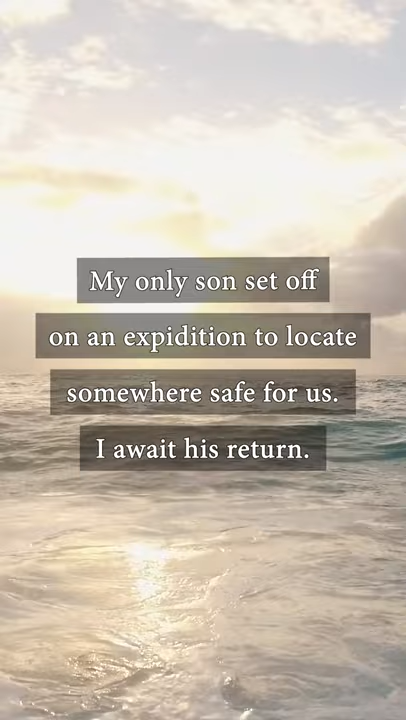 My only son set off
on an expidition to locate
somewhere safe for us.
I await his return.